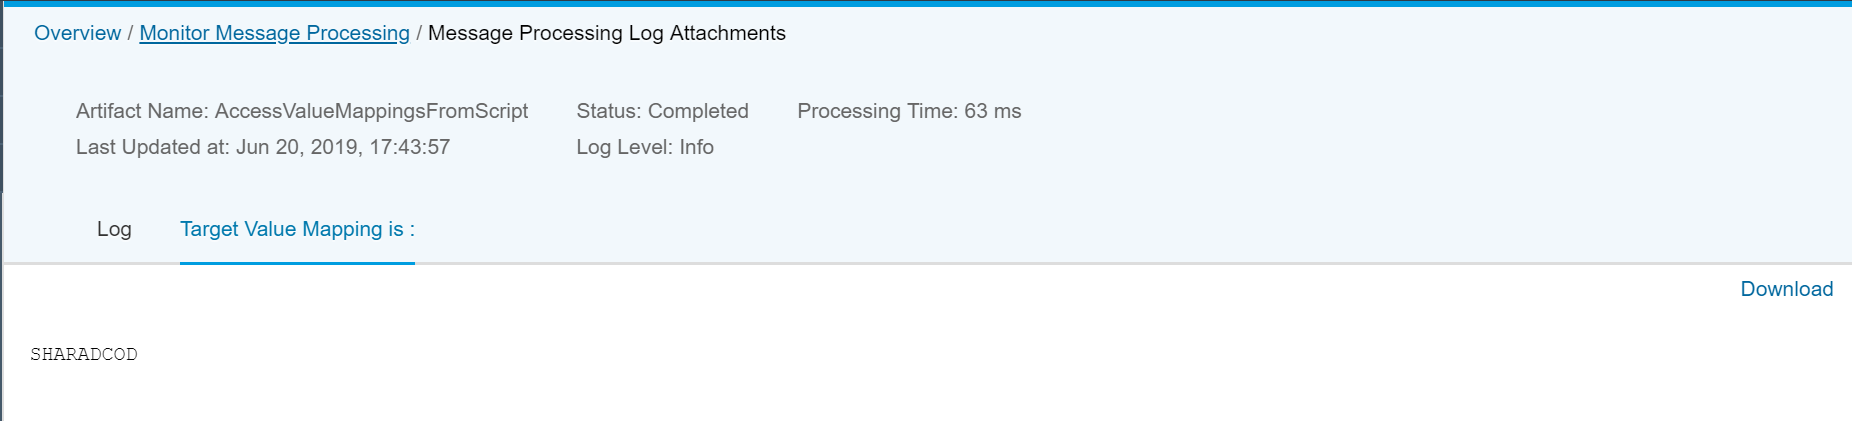 Overview / Monitor Message Processing / Message Processing Log Attachments
Artifact Name: AccessValueMappingsFromScript Status: Completed Processing Time: 63 ms
Last Updated at: Jun 20, 2019, 17:43:57 Log Level: Info
Log Target Value Mapping is :
Download
SHARADCOD